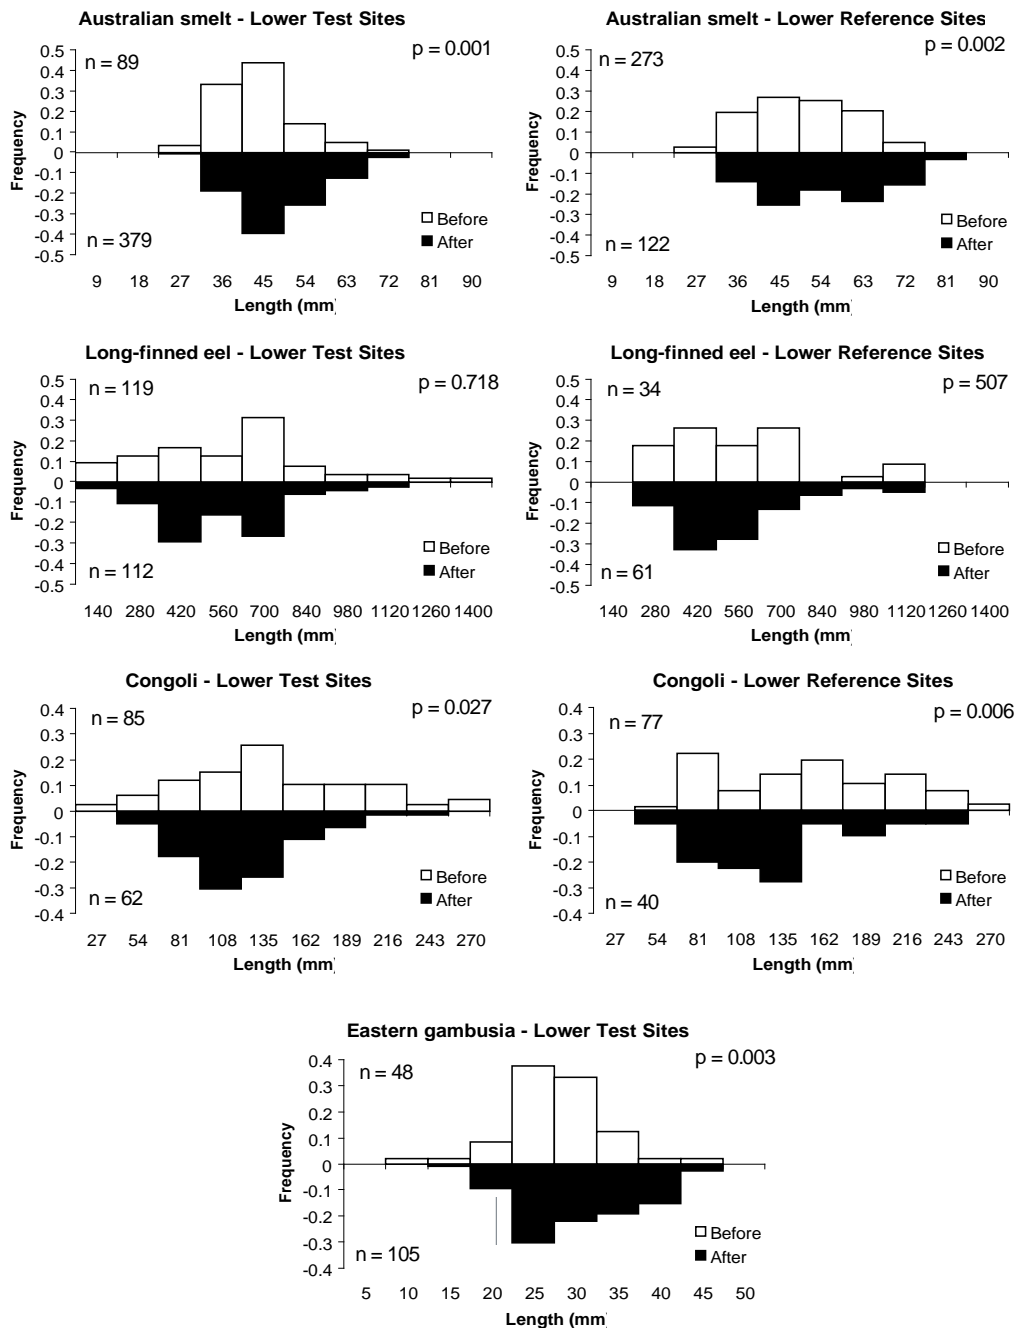 Australian smelt - Lower Test Sites
n = 89
p = 0.001
0.5
0.4
0.3
0.2
0.1
0
-0.1
-0.2
-0.3
-0.4
-0.5
Frequency
Before
After
n = 379
9 18 27 36 45 54 63 72 81 90
Length (mm)
Australian smelt - Lower Reference Sites
n = 273
p = 0.002
0.5
0.4
0.3
0.2
0.1
0
-0.1
-0.2
-0.3
-0.4
-0.5
Frequency
Before
After
n = 122
9 18 27 36 45 54 63 72 81 90
Length (mm)
Long-finned eel - Lower Test Sites
n = 119
p = 0.718
0.5
0.4
0.3
0.2
0.1
0
-0.1
-0.2
-0.3
-0.4
-0.5
Frequency
Before
After
n = 112
140 280 420 560 700 840 980 1120 1260 1400
Length (mm)
Long-finned eel - Lower Reference Sites
n = 34
p = 507
0.5
0.4
0.3
0.2
0.1
0
-0.1
-0.2
-0.3
-0.4
-0.5
Frequency
Before
After
n = 61
140 280 420 560 700 840 980 1120 1260 1400
Length (mm)
Congoli - Lower Test Sites
n = 85
p = 0.027
0.4
0.3
0.2
0.1
0
-0.1
-0.2
-0.3
-0.4
Frequency
Before
After
n = 62
27 54 81 108 135 162 189 216 243 270
Length (mm)
Congoli - Lower Reference Sites
n = 77
p = 0.006
0.4
0.3
0.2
0.1
0
-0.1
-0.2
-0.3
-0.4
Frequency
Before
After
n = 40
27 54 81 108 135 162 189 216 243 270
Length (mm)
Eastern gambusia - Lower Test Sites
n = 48
p = 0.003
0.4
0.3
0.2
0.1
0
-0.1
-0.2
-0.3
-0.4
Frequency
Before
After
n = 105
5 10 15 20 25 30 35 40 45 50
Length (mm)